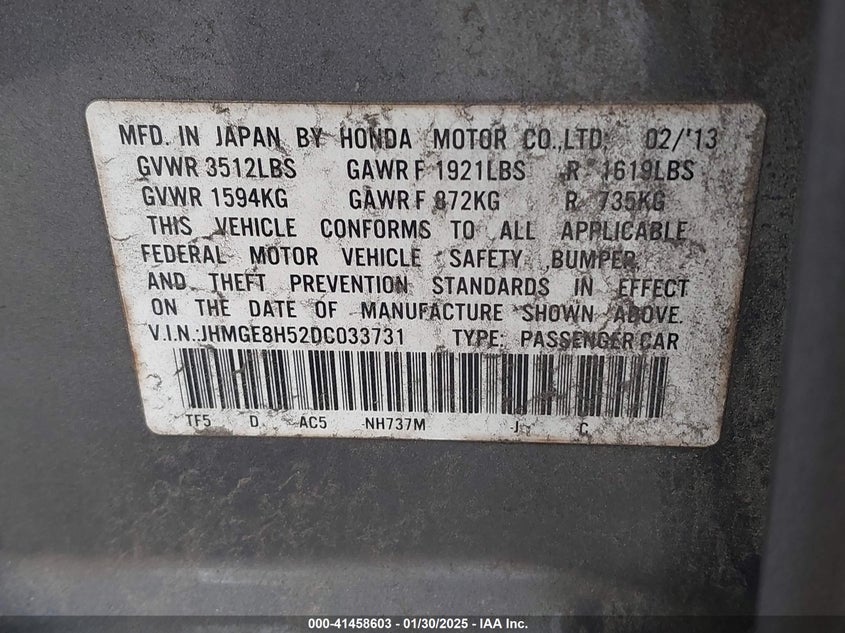 MFD. IN JAPAN BY HONDA MOTOR CO.,LTD. 02/'13
GVWR 3512LBS GAWR F 1921LBS R 1619LBS
GVWR 1594KG GAWR F 872KG R 735KG
THIS VEHICLE CONFORMS TO ALL APPLICABLE
FEDERAL MOTOR VEHICLE SAFETY ,BUMPER
AND THEFT PREVENTION STANDARDS IN EFFECT
ON THE DATE OF MANUFACTURE SHOWN ABOVE.
V.I.N.:JHMGE8H52DC033731 TYPE: PASSENGER CAR
TF5 D AC5 NH737M J C
000-41458603 - 01/30/2025 - IAA Inc.